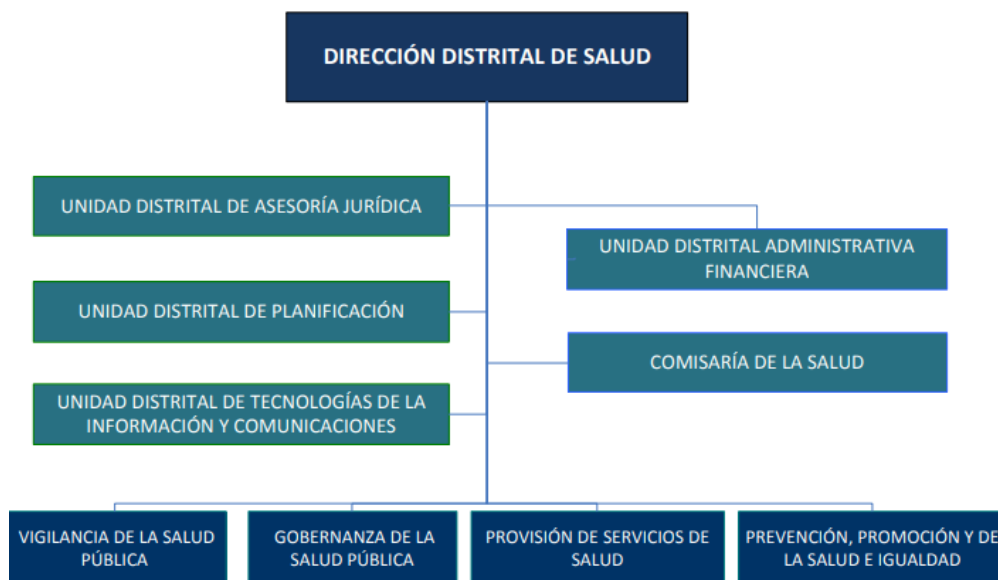 DIRECCIÓN DISTRITAL DE SALUD
UNIDAD DISTRITAL DE ASESORÍA JURÍDICA
UNIDAD DISTRITAL ADMINISTRATIVA
FINANCIERA
UNIDAD DISTRITAL DE PLANIFICACIÓN
COMISARÍA DE LA SALUD
UNIDAD DISTRITAL DE TECNOLOGÍAS DE LA
INFORMACIÓN Y COMUNICACIONES
VIGILANCIA DE LA SALUD
PÚBLICA
GOBERNANZA DE LA
SALUD PÚBLICA
PROVISIÓN DE SERVICIOS DE
SALUD
PREVENCIÓN, PROMOCIÓN Y DE
LA SALUD E IGUALDAD